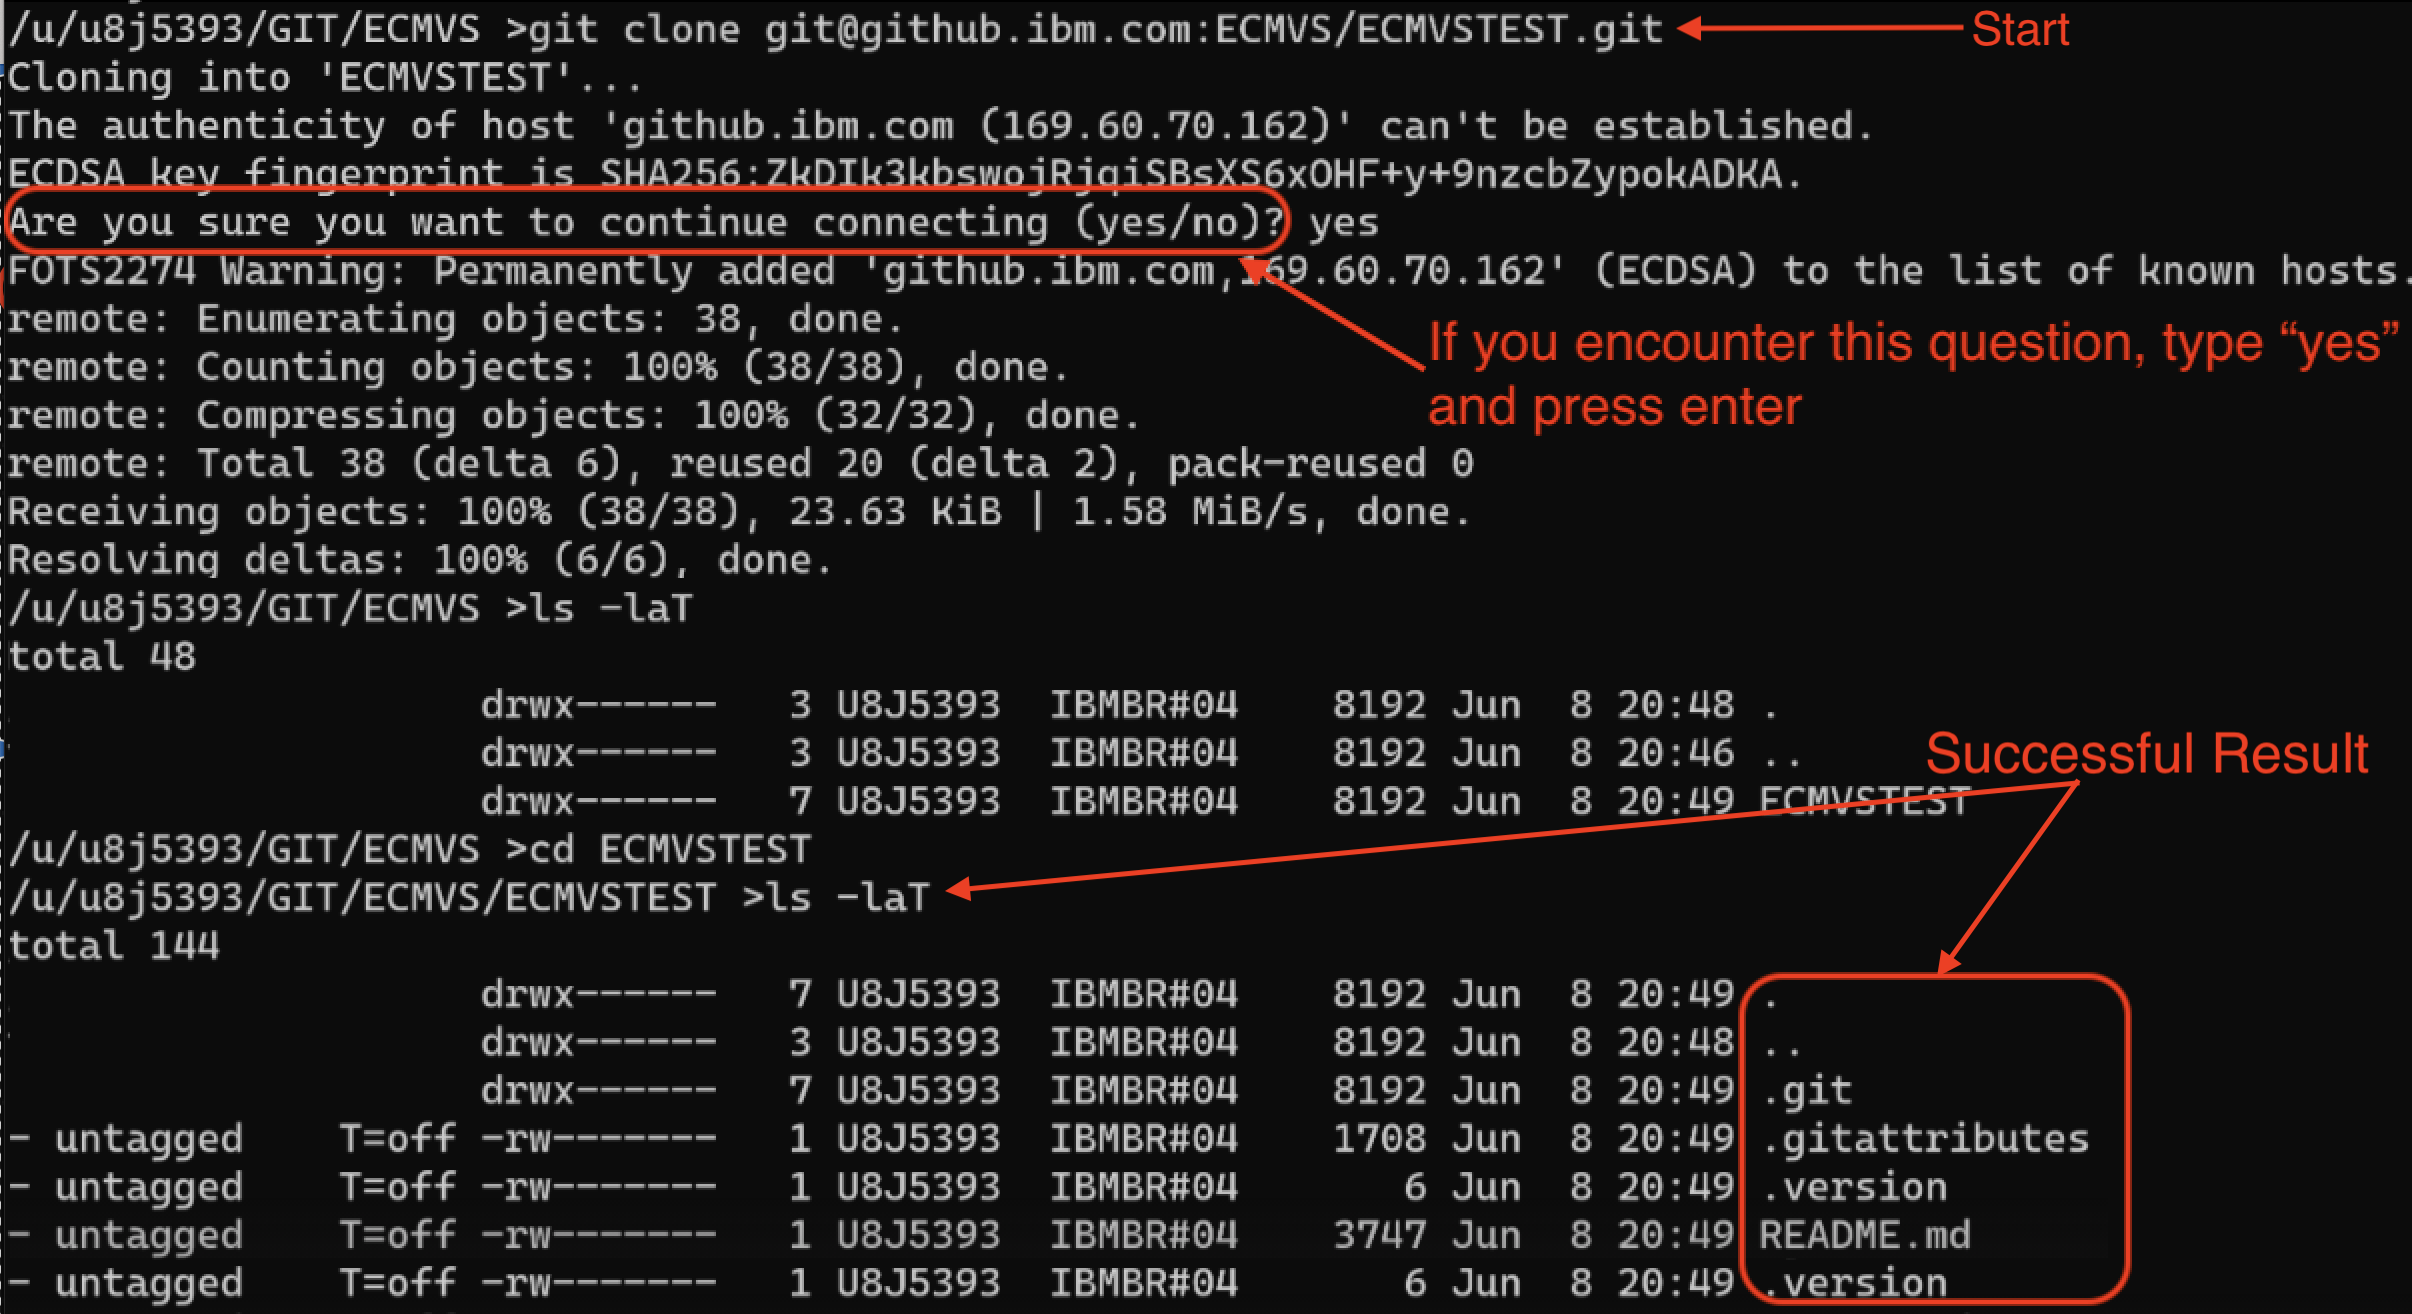 /u/u8j5393/GIT/ECMVS >git clone git@github.ibm.com:ECMVS/ECMVSTEST.git
Start
Cloning into 'ECMVSTEST'...
The authenticity of host 'github.ibm.com (169.60.70.162)' can't be established.
ECDSA key fingerprint is SHA256:ZkDIk3kbswojRjqiSBsXS6xOHF+y+9nzcbZypokADKA.
Are you sure you want to continue connecting (yes/no)? yes
FOTS2274 Warning: Permanently added 'github.ibm.com,169.60.70.162' (ECDSA) to the list of known hosts.
remote: Enumerating objects: 38, done.
If you encounter this question, type “yes”
and press enter
remote: Counting objects: 100% (38/38), done.
remote: Compressing objects: 100% (32/32), done.
remote: Total 38 (delta 6), reused 20 (delta 2), pack-reused 0
Receiving objects: 100% (38/38), 23.63 KiB | 1.58 MiB/s, done.
Resolving deltas: 100% (6/6), done.
/u/u8j5393/GIT/ECMVS >ls -laT
total 48
drwx------   3 U8J5393  IBMBR#04    8192 Jun  8 20:48 .
drwx------   3 U8J5393  IBMBR#04    8192 Jun  8 20:46 ..
Successful Result
drwx------   7 U8J5393  IBMBR#04    8192 Jun  8 20:49 ECMVSTEST
/u/u8j5393/GIT/ECMVS >cd ECMVSTEST
/u/u8j5393/GIT/ECMVS/ECMVSTEST >ls -laT
total 144
drwx------   7 U8J5393  IBMBR#04    8192 Jun  8 20:49 .
drwx------   3 U8J5393  IBMBR#04    8192 Jun  8 20:48 ..
drwx------   7 U8J5393  IBMBR#04    8192 Jun  8 20:49 .git
- untagged    T=off -rw-------   1 U8J5393  IBMBR#04    1708 Jun  8 20:49 .gitattributes
- untagged    T=off -rw-------   1 U8J5393  IBMBR#04       6 Jun  8 20:49 .version
- untagged    T=off -rw-------   1 U8J5393  IBMBR#04    3747 Jun  8 20:49 README.md
- untagged    T=off -rw-------   1 U8J5393  IBMBR#04       6 Jun  8 20:49 .version